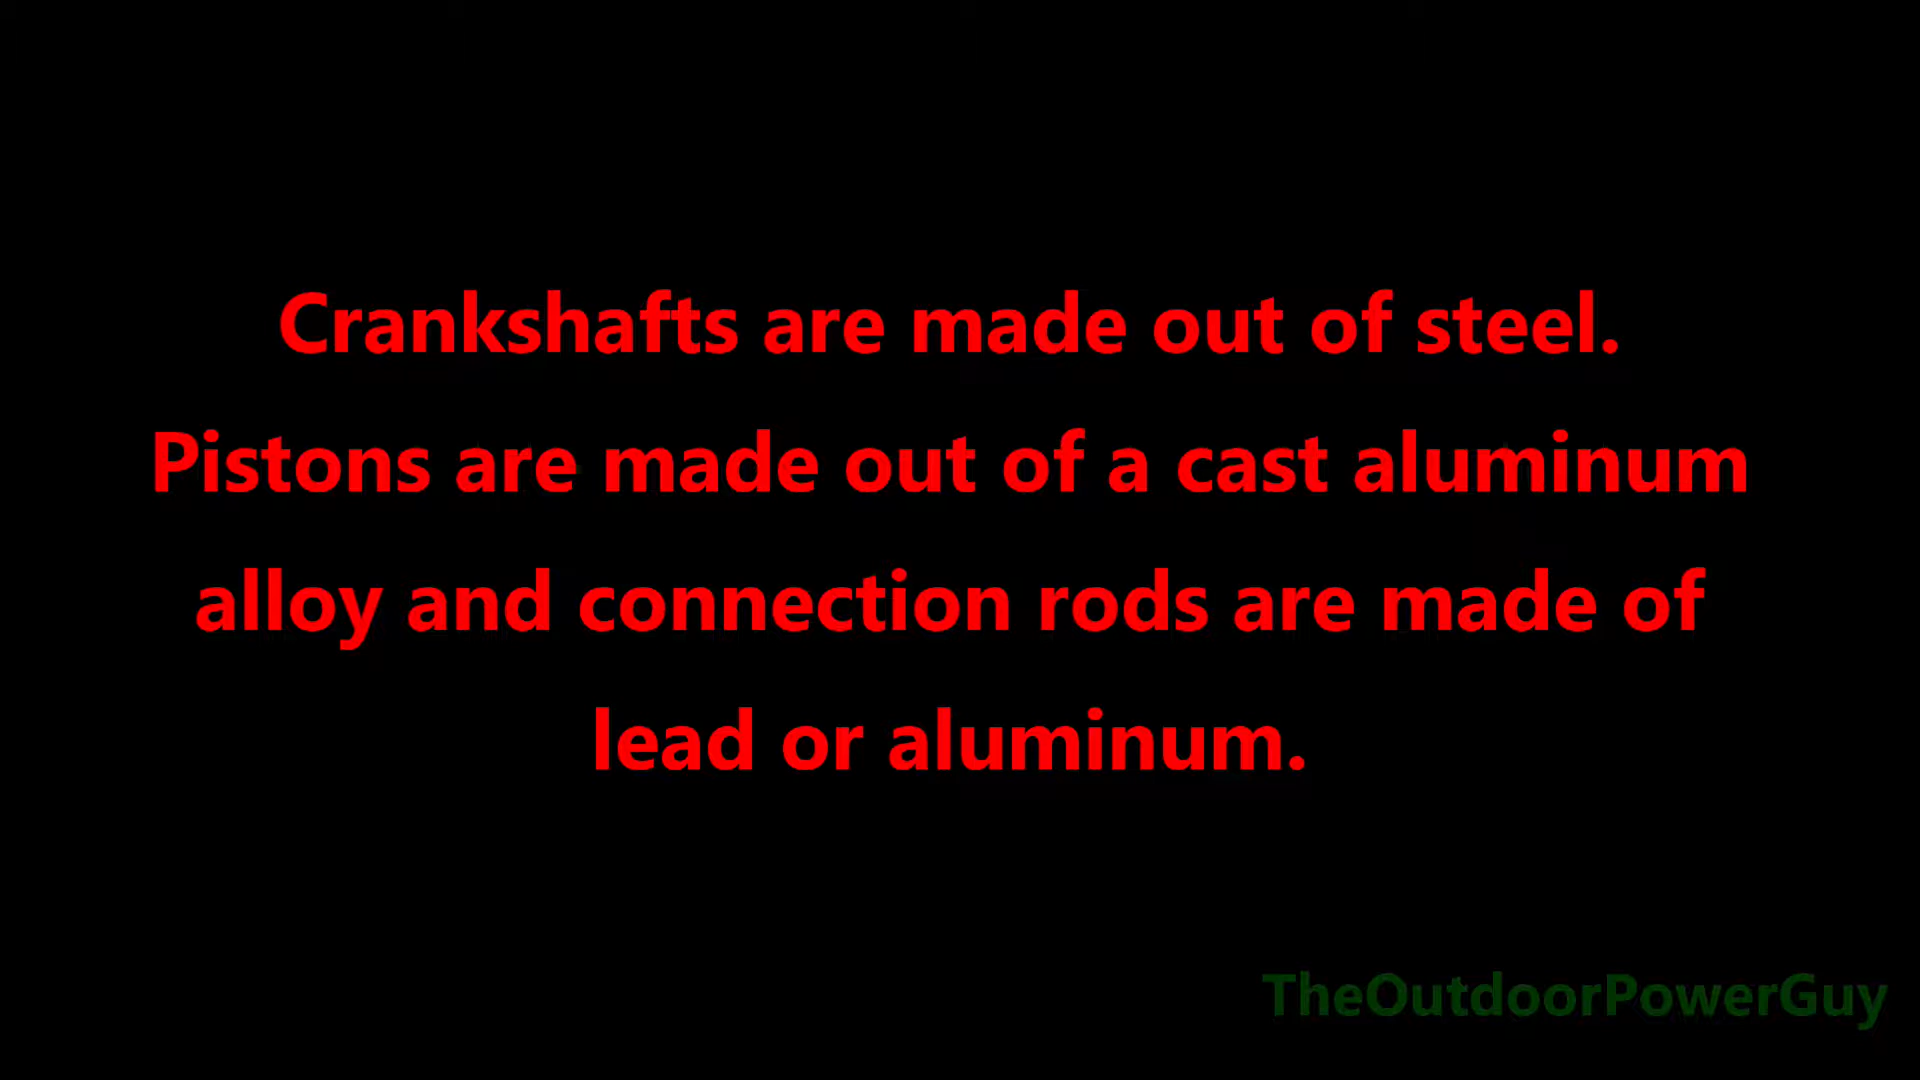 Crankshafts are made out of steel.
Pistons are made out of a cast aluminum
alloy and connection rods are made of
lead or aluminum.
TheOutdoorPowerGuy